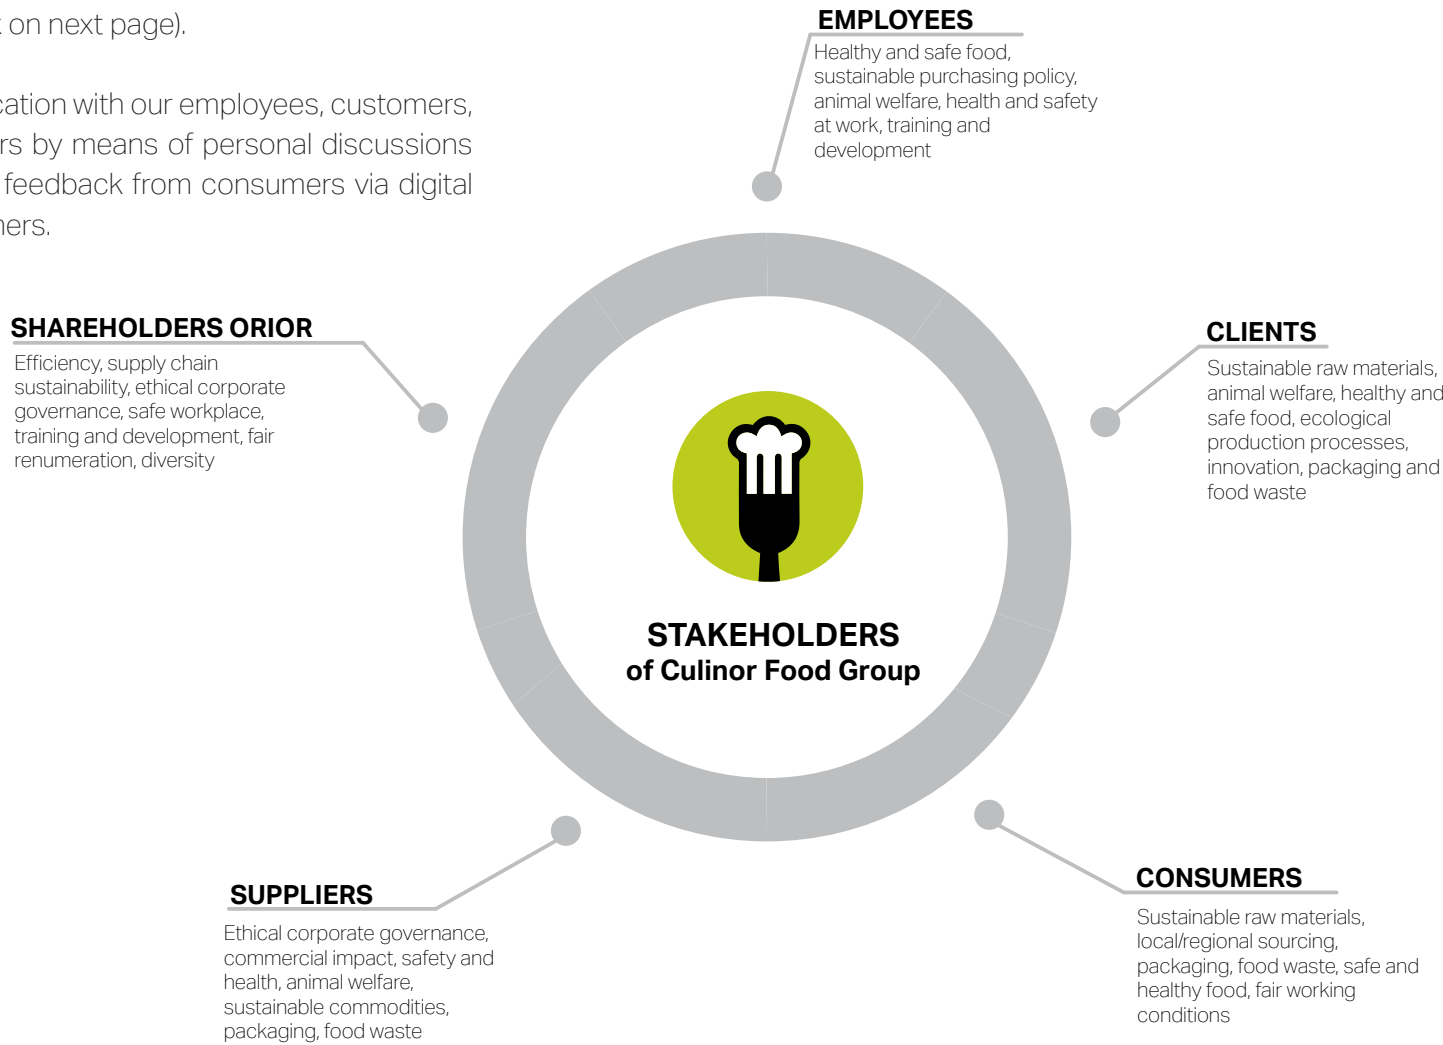 on next page).
cation with our employees, customers,
rs by means of personal discussions
feedback from consumers via digital
ners.
EMPLOYEES
Healthy and safe food,
sustainable purchasing policy,
animal welfare, health and safety
at work, training and
development
SHAREHOLDERS ORIOR
Efficiency, supply chain
sustainability, ethical corporate
governance, safe workplace,
training and development, fair
renumeration, diversity
CLIENTS
Sustainable raw materials,
animal welfare, healthy and
safe food, ecological
production processes,
innovation, packaging and
food waste
STAKEHOLDERS
of Culinor Food Group
SUPPLIERS
Ethical corporate governance,
commercial impact, safety and
health, animal welfare,
sustainable commodities,
packaging, food waste
CONSUMERS
Sustainable raw materials,
local/regional sourcing,
packaging, food waste, safe and
healthy food, fair working
conditions